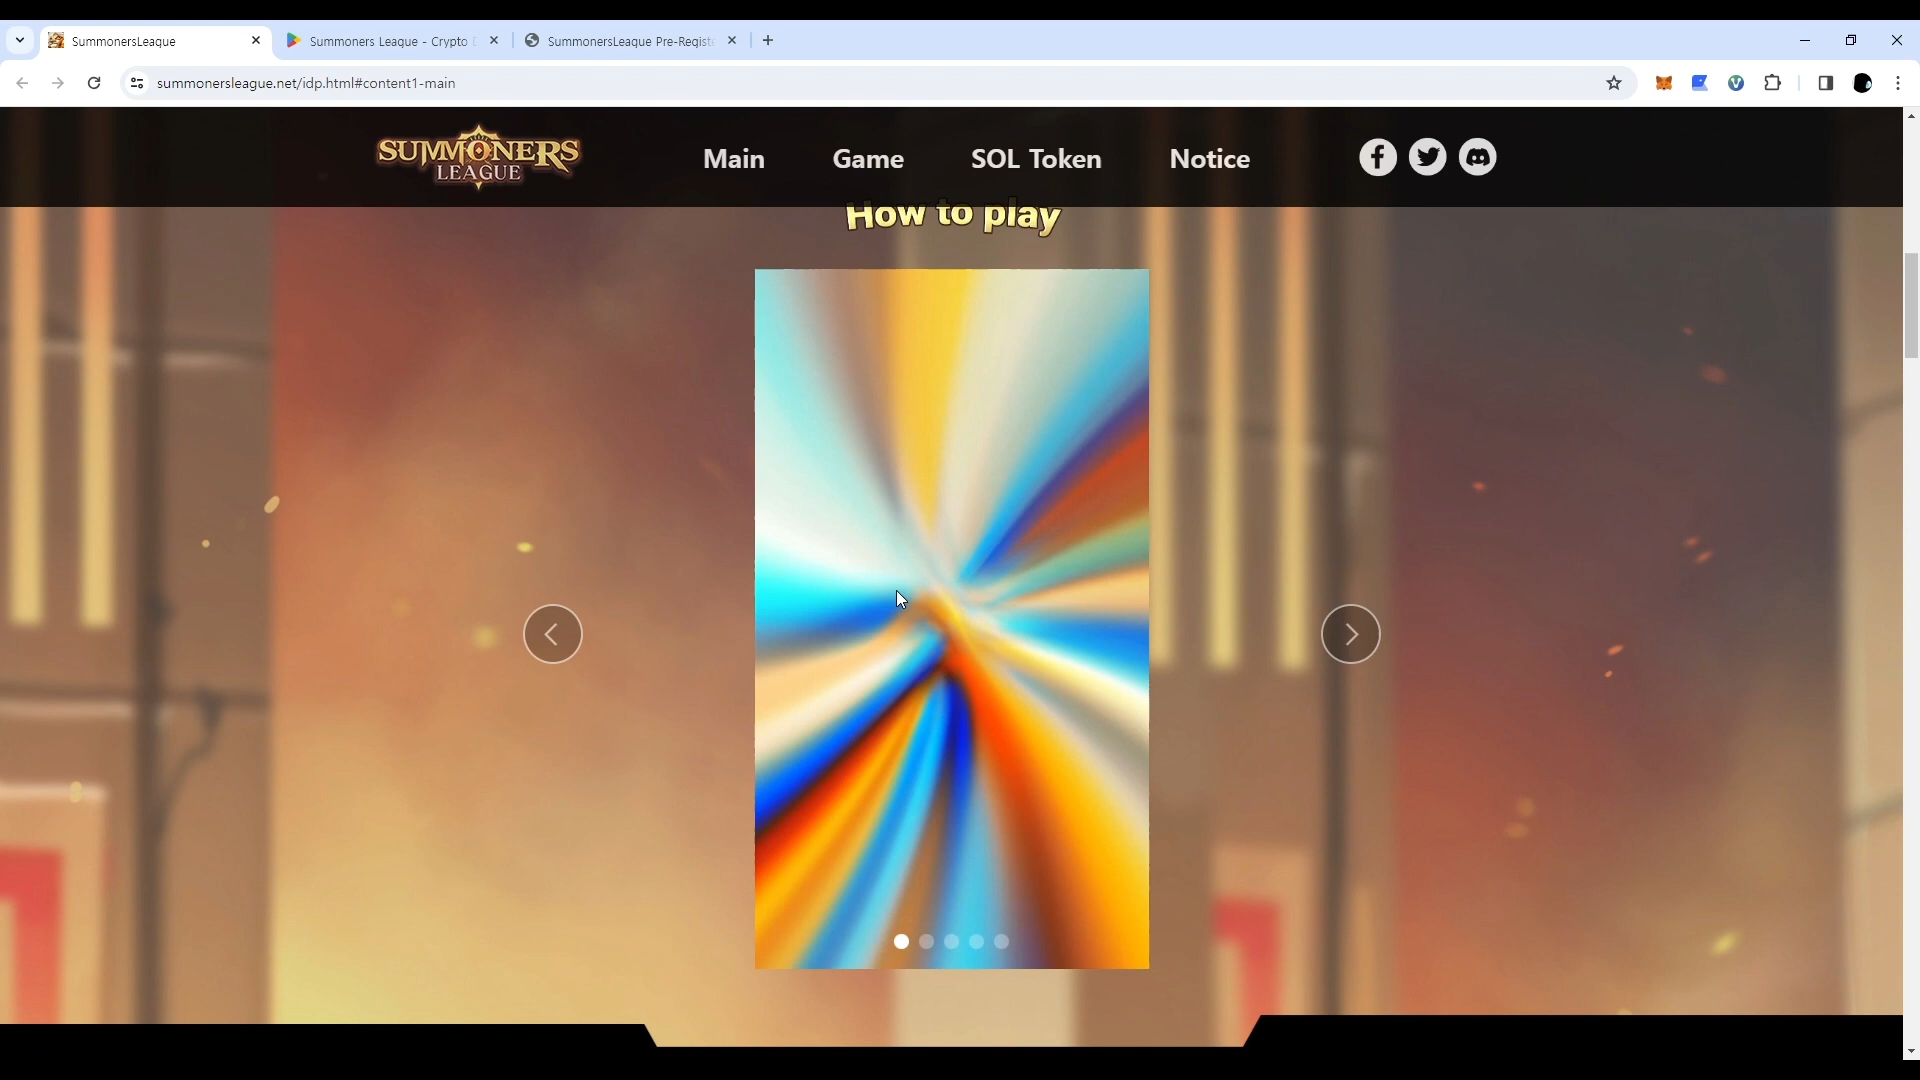 SummonersLeague
Summoners League - Crypto
SummonersLeague Pre-Registe
summonersleague.net/idp.html#content1-main
SUMMONERS
LEAGUE
Main
Game
SOL Token
Notice
How to play